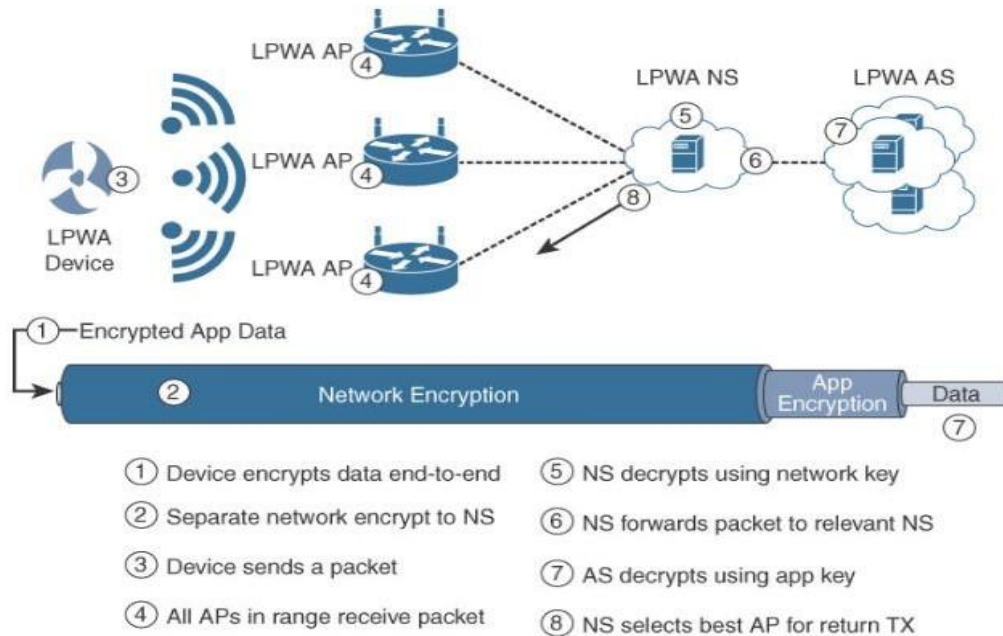 LPWA AP
4
LPWA NS
LPWA AS
5
7
3
LPWA AP
4
6
8
LPWA
Device
LPWA AP
4
1 Encrypted App Data
2
Network Encryption
App
Encryption
Data
7
1 Device encrypts data end-to-end
2 Separate network encrypt to NS
3 Device sends a packet
4 All APs in range receive packet
5 NS decrypts using network key
6 NS forwards packet to relevant NS
7 AS decrypts using app key
8 NS selects best AP for return TX